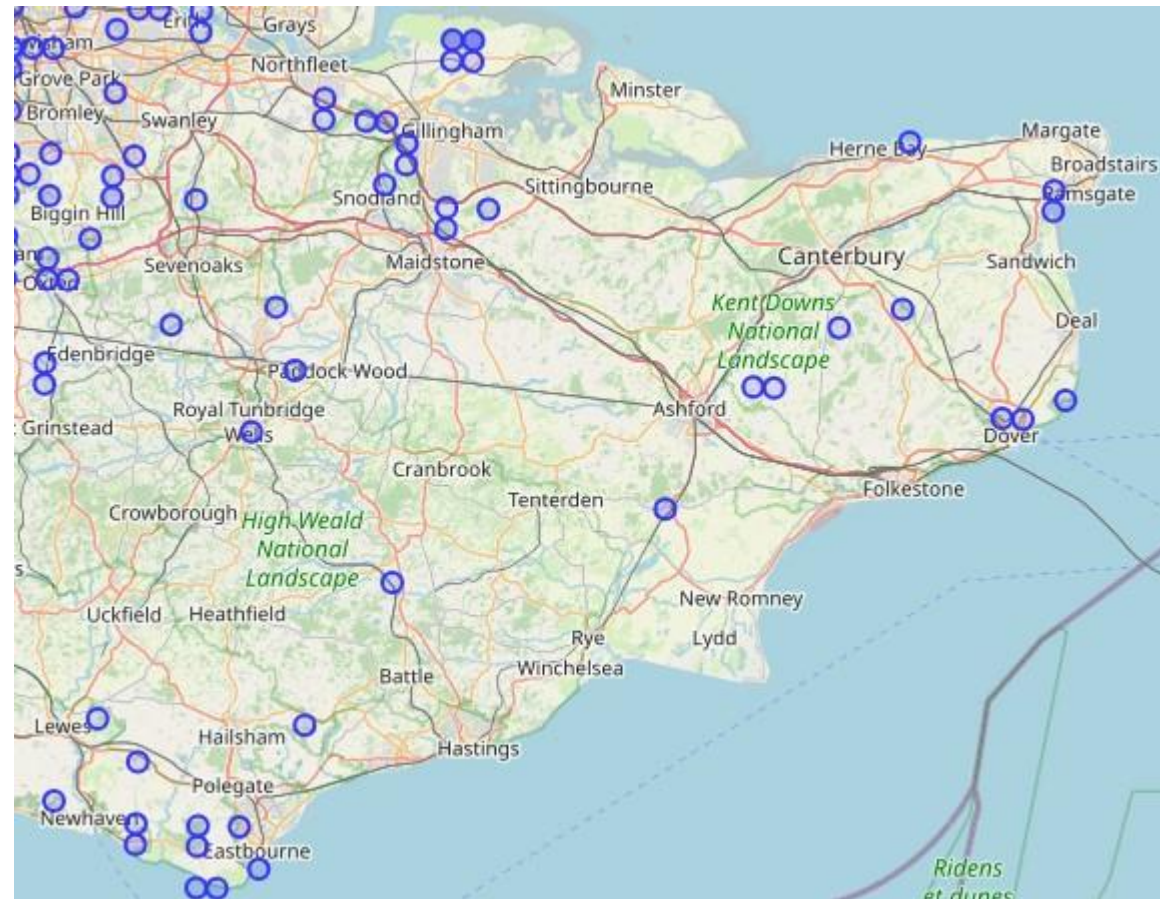 Erith
Grays
Grove Park
Northfleet
Minster
Bromley
Swanley
Gillingham
Herne Bay
Margate
Broadstairs
Ramsgate
Snodland
Sittingbourne
Biggin Hill
Sevenoaks
Maidstone
Canterbury
Sandwich
Kent Downs
National
Landscape
Deal
Edenbridge
Paddock Wood
Royal Tunbridge
Wells
Ashford
Grinstead
Dover
Cranbrook
Folkestone
Tenterden
Crowborough
High Weald
National
Landscape
Uckfield
Heathfield
New Romney
Rye
Lydd
Winchelsea
Battle
Lewes
Hailsham
Hastings
Polegate
Newhaven
Eastbourne
Ridens
et dunes